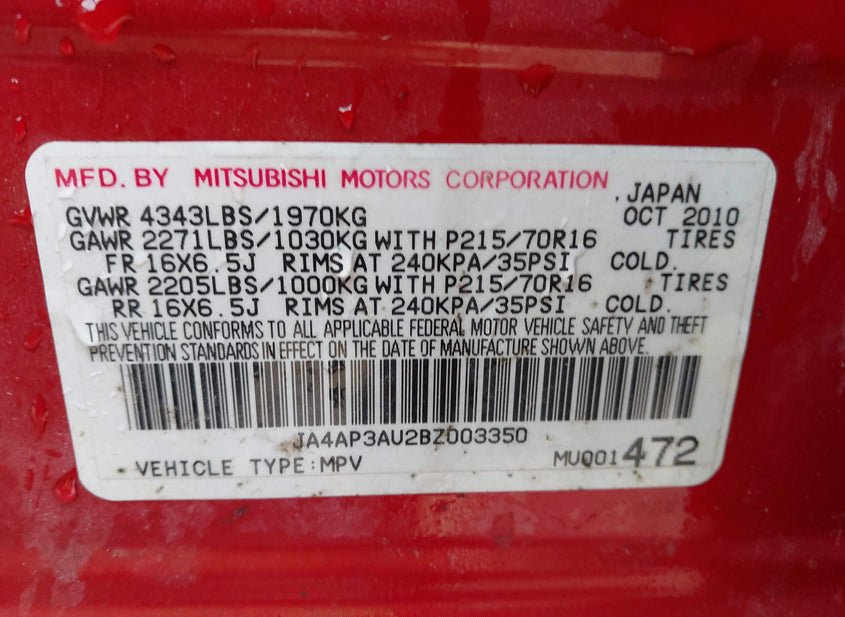 MFD. BY MITSUBISHI MOTORS CORPORATION
. JAPAN
GVWR 4343LBS/1970KG OCT 2010
GAWR 2271LBS/1030KG WITH P215/70R16 TIRES
FR 16X6.5J RIMS AT 240KPA/35PSI COLD.
GAWR 2205LBS/1000KG WITH P215/70R16 TIRES
RR 16X6.5J RIMS AT 240KPA/35PSI COLD.
THIS VEHICLE CONFORMS TO ALL APPLICABLE FEDERAL MOTOR VEHICLE SAFETY AND THEFT
PREVENTION STANDARDS IN EFFECT ON THE DATE OF MANUFACTURE SHOWN ABOVE.
JA4AP3AU2BZ003350
VEHICLE TYPE:MPV MU001472